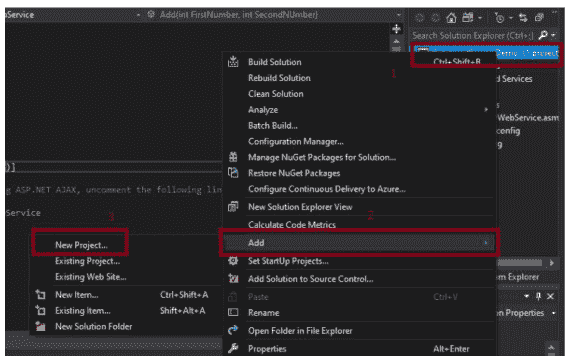 bService
Add(int FirstNumber, int SecondNUmber)
Search Solution Explorer (Ctrl+;)
Demo (1 project
Build Solution Ctrl+Shift+B
1
Rebuild Solution
Clean Solution
d Services
Analyze
s
Batch Build...
WebService.asm
Configuration Manager...
config
Manage NuGet Packages for Solution...
g
)]
Restore NuGet Packages
g ASP.NET AJAX, uncomment the following lin
Configure Continuous Delivery to Azure...
Service
New Solution Explorer View
3
Calculate Code Metrics
2
New Project...
Add
Existing Project...
Set StartUp Projects...
Existing Web Site...
Add Solution to Source Control...
m Explorer
New Item... Ctrl+Shift+A
Paste Ctrl+V
Existing Item... Shift+Alt+A
Rename
on Properties
New Solution Folder
Open Folder in File Explorer
Properties Alt+Enter